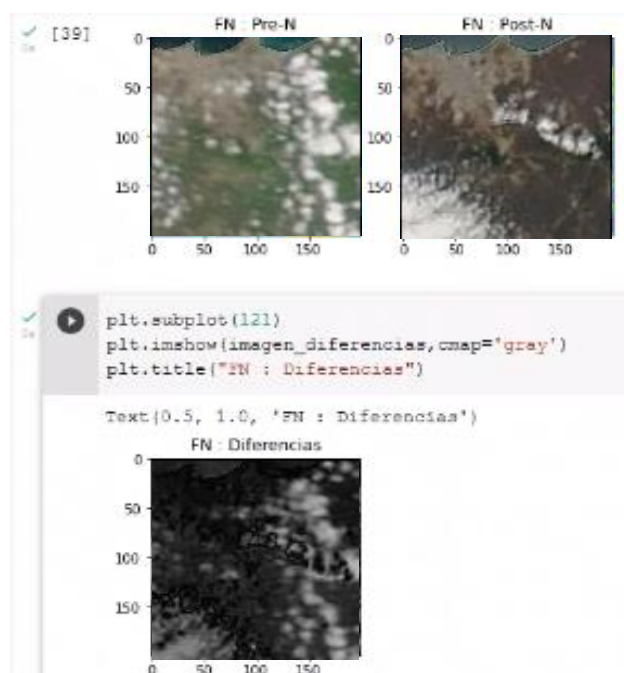 [39]
FN : Pre-N
FN : Post-N
0
50
100
150
0 50 100 150
0
50
100
150
0 50 100 150
plt.subplot(121)
plt.imshow(imagen_diferencias,cmap='gray')
plt.title("FN : Diferencias")
Text(0.5, 1.0, 'FN : Diferencias')
FN : Diferencias
0
50
100
150
0 50 100 150